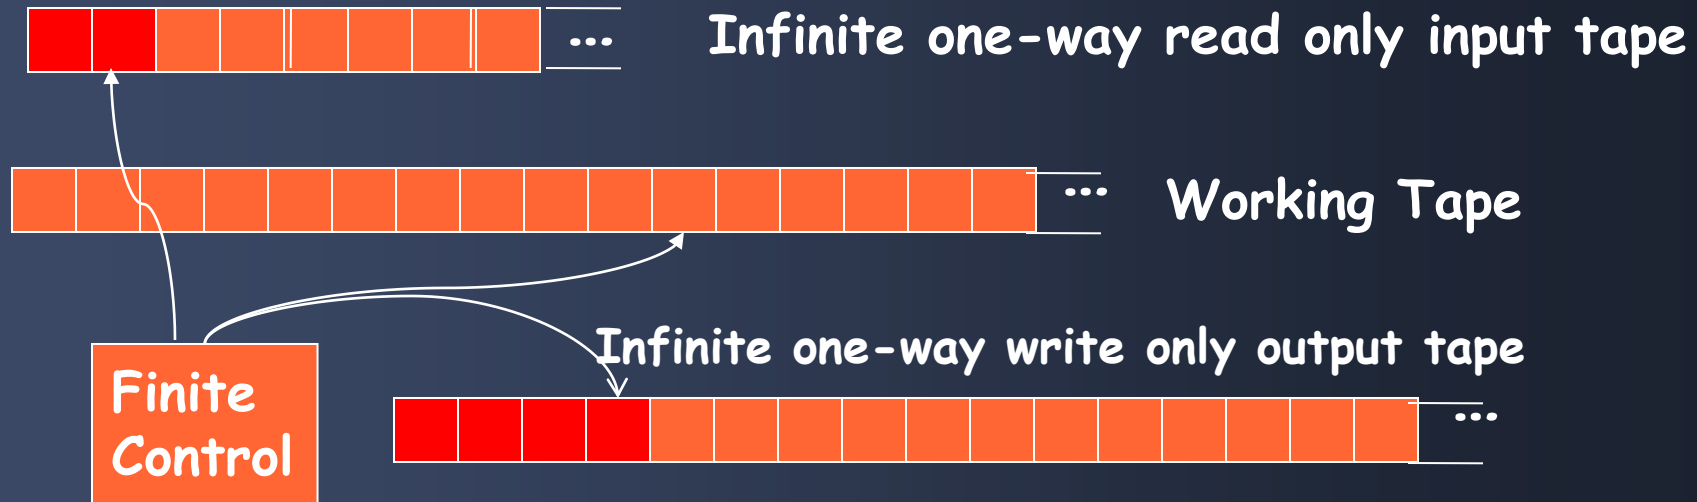 ... Infinite one-way read only input tape
... Working Tape
Infinite one-way write only output tape
Finite
Control
...